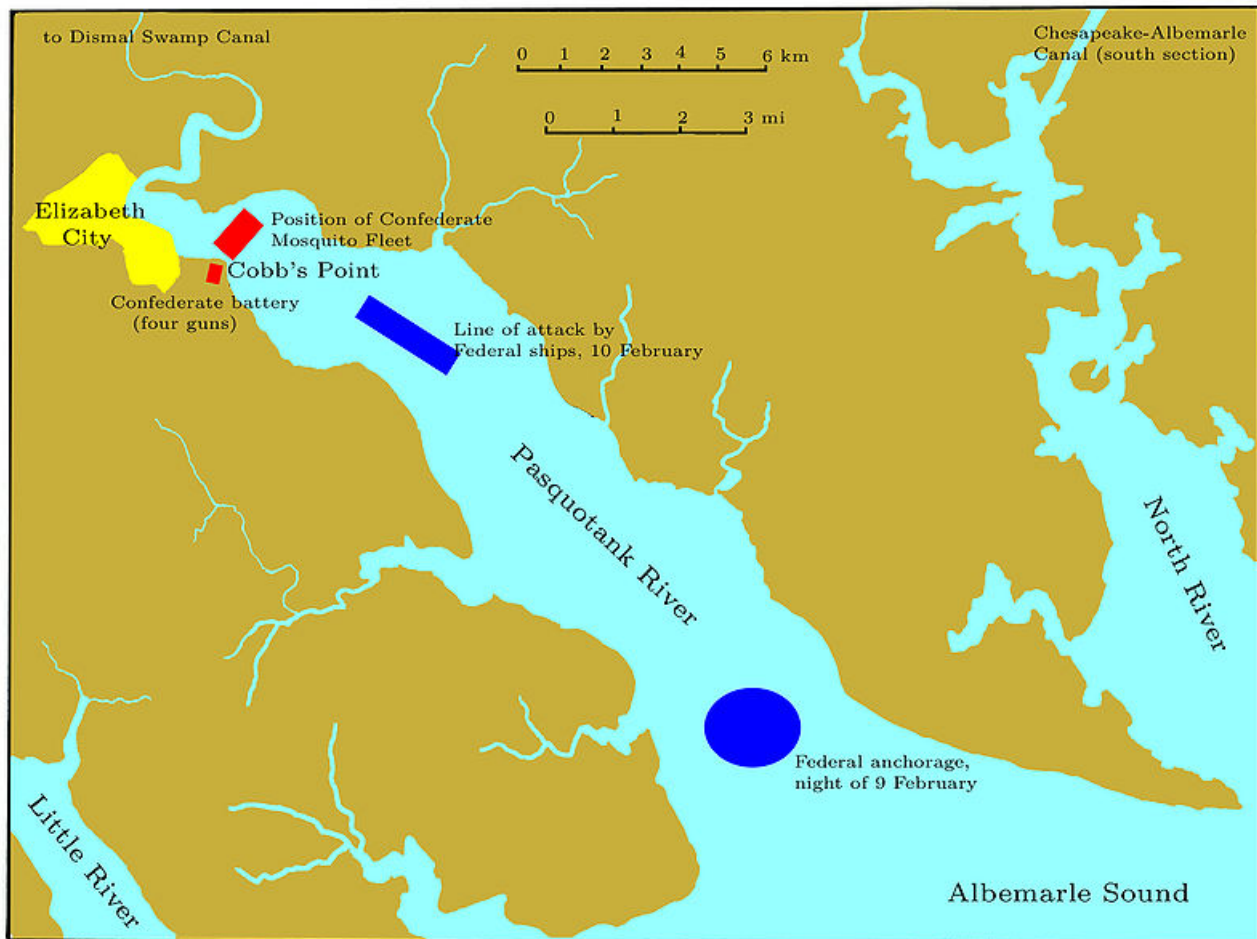 to Dismal Swamp Canal
Chesapeake-Albemarle
Canal (south section)
0 1 2 3 4 5 6 km
0 1 2 3 mi
Elizabeth
City
Position of Confederate
Mosquito Fleet
Cobb's Point
Confederate battery
(four guns)
Line of attack by
Federal ships, 10 February
Pasquotank River
North River
Federal anchorage,
night of 9 February
Little River
Albemarle Sound